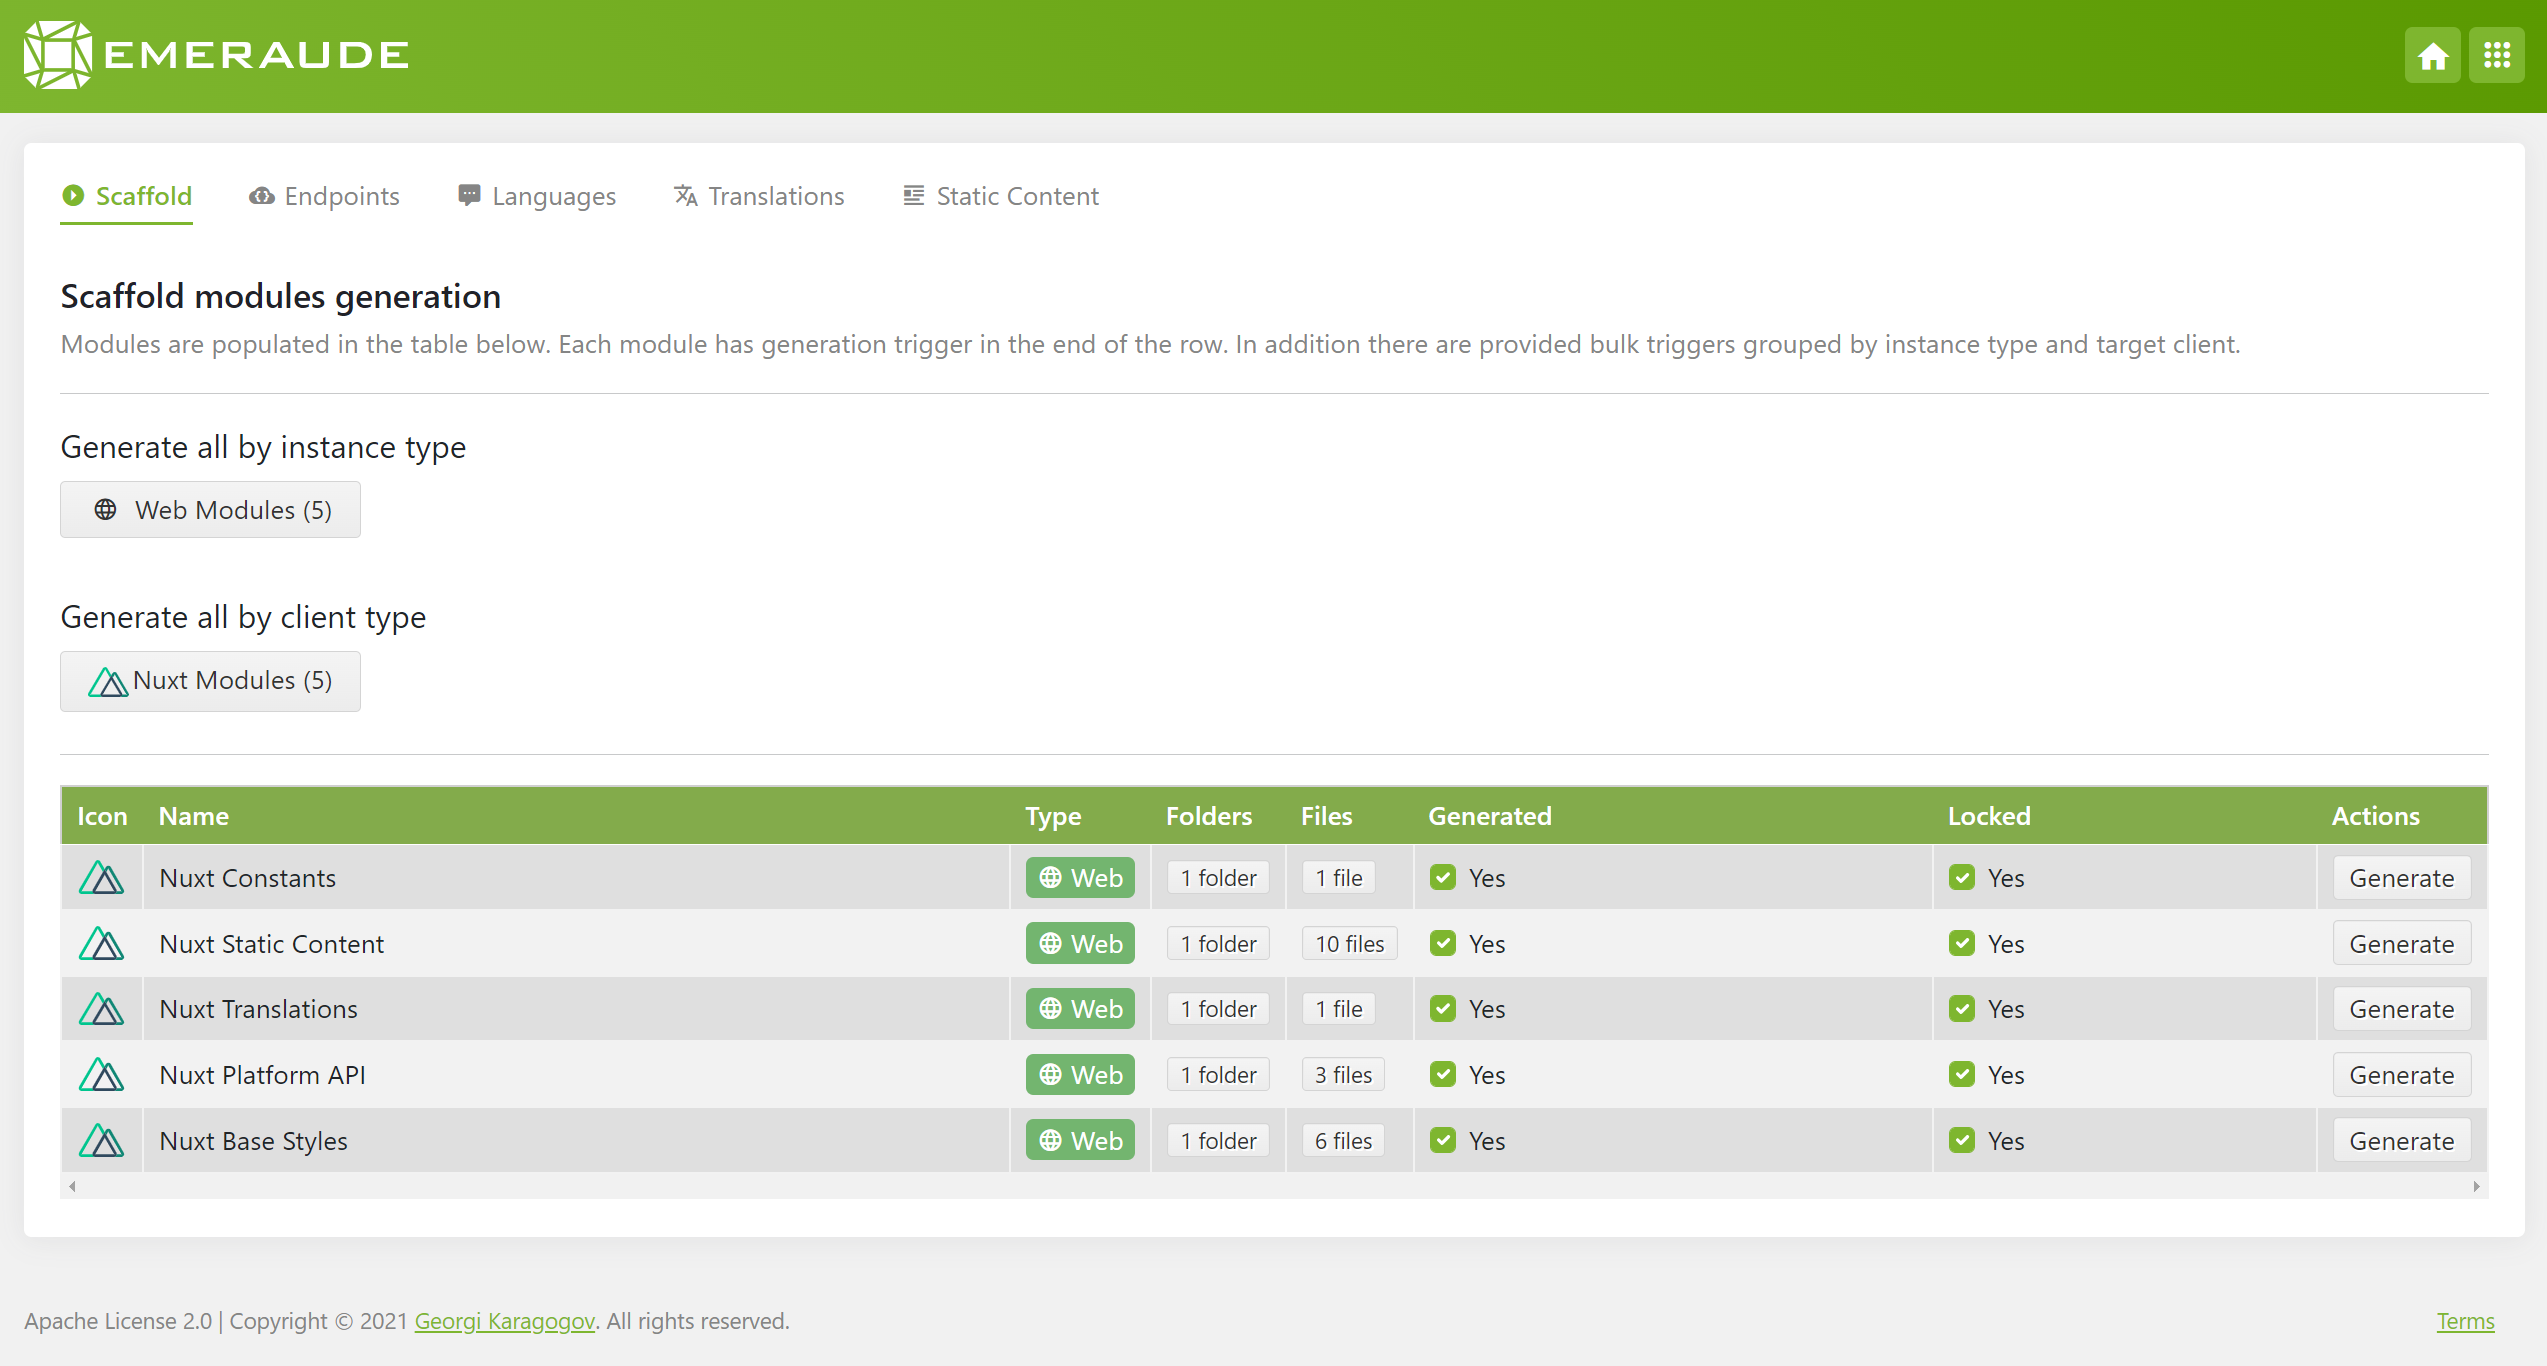 EMERAUDE
Scaffold Endpoints Languages Translations Static Content
Scaffold modules generation
Modules are populated in the table below. Each module has generation trigger in the end of the row. In addition there are provided bulk triggers grouped by instance type and target client.
Generate all by instance type
Web Modules (5)
Generate all by client type
Nuxt Modules (5)
Icon Name Type Folders Files Generated Locked Actions
Nuxt Constants Web 1 folder 1 file Yes Yes Generate
Nuxt Static Content Web 1 folder 10 files Yes Yes Generate
Nuxt Translations Web 1 folder 1 file Yes Yes Generate
Nuxt Platform API Web 1 folder 3 files Yes Yes Generate
Nuxt Base Styles Web 1 folder 6 files Yes Yes Generate
Apache License 2.0 | Copyright © 2021 Georgi Karagogov. All rights reserved. Terms